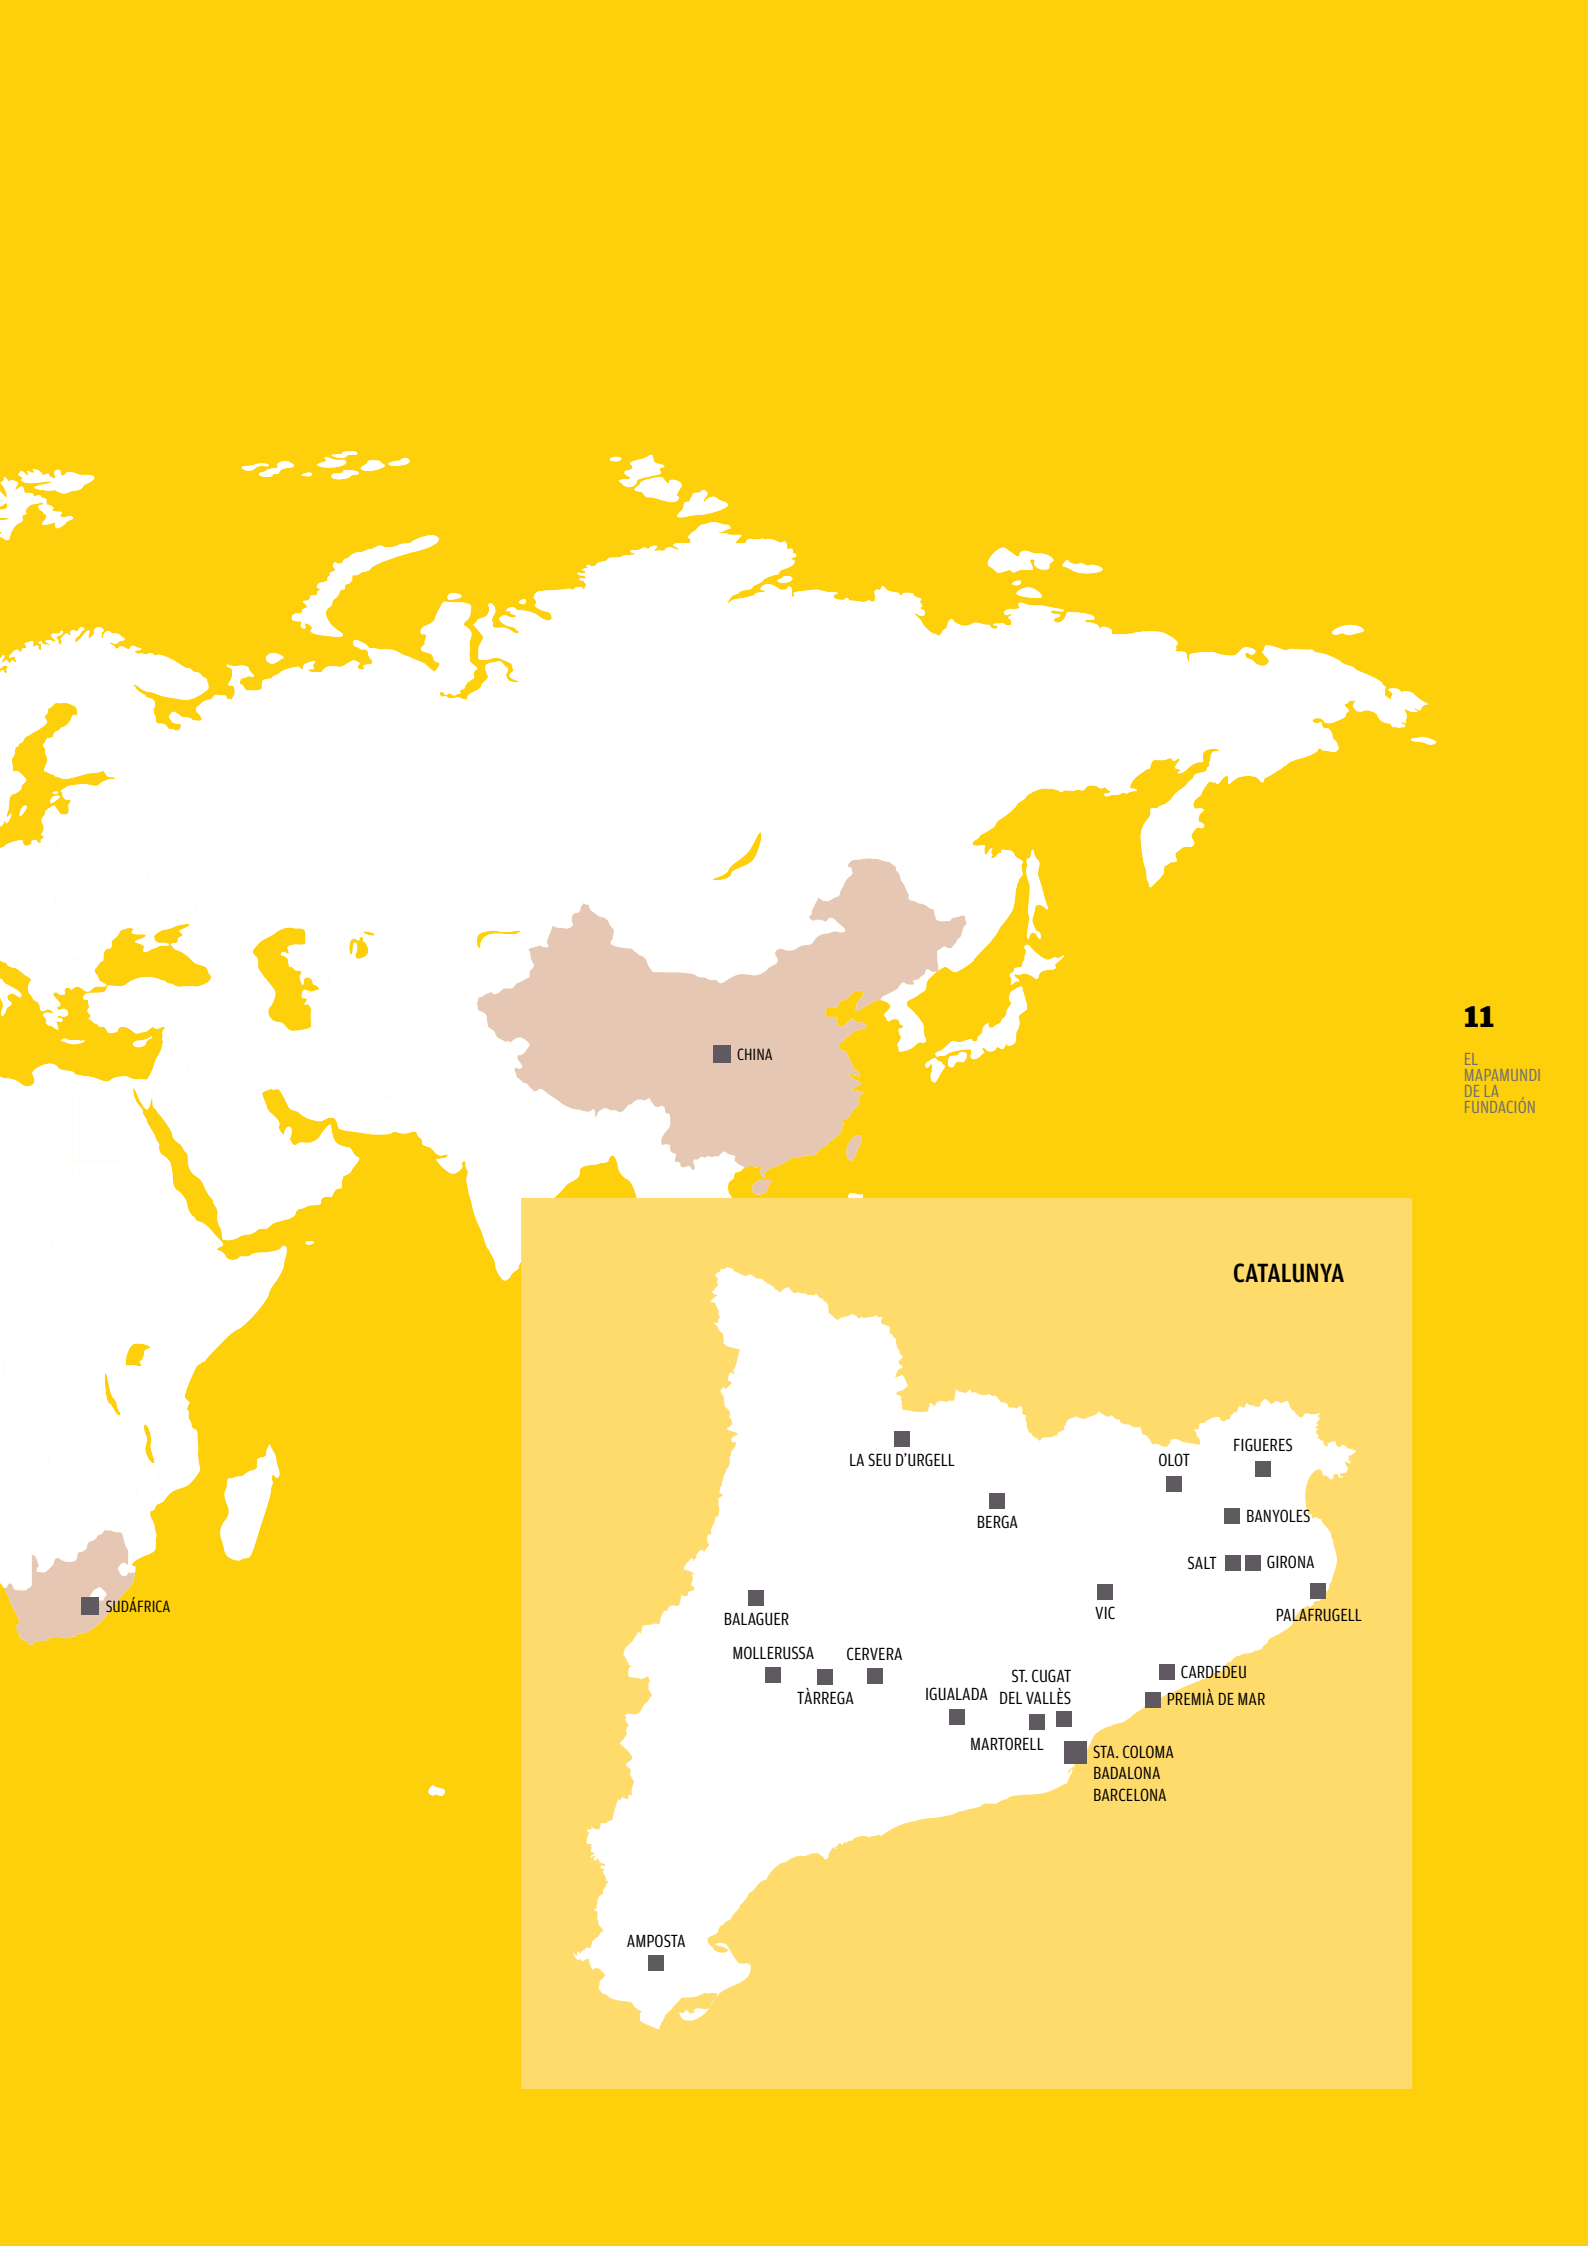 11
EL
MAPAMUNDI
DE LA
FUNDACIÓN
CHINA
SUDÁFRICA
CATALUNYA
LA SEU D'URGELL
BERGA
OLOT
FIGUERES
BANYOLES
SALT
GIRONA
PALAFRUGELL
VIC
BALAGUER
MOLLERUSSA
TÀRREGA
CERVERA
IGUALADA
ST. CUGAT
DEL VALLÈS
MARTORELL
CARDEDEU
PREMIÀ DE MAR
STA. COLOMA
BADALONA
BARCELONA
AMPOSTA